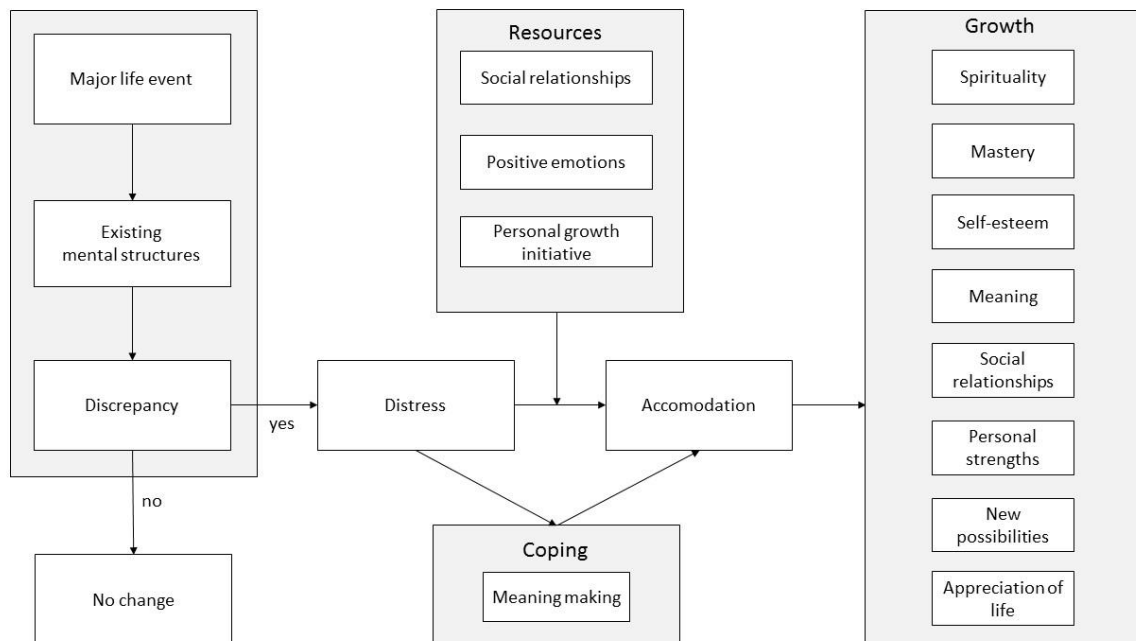 Major life event
Existing
mental structures
Discrepancy
yes
no
No change
Distress
Resources
Social relationships
Positive emotions
Personal growth
initiative
Accomodation
Coping
Meaning making
Growth
Spirituality
Mastery
Self-esteem
Meaning
Social
relationships
Personal
strengths
New
possibilities
Appreciation of
life